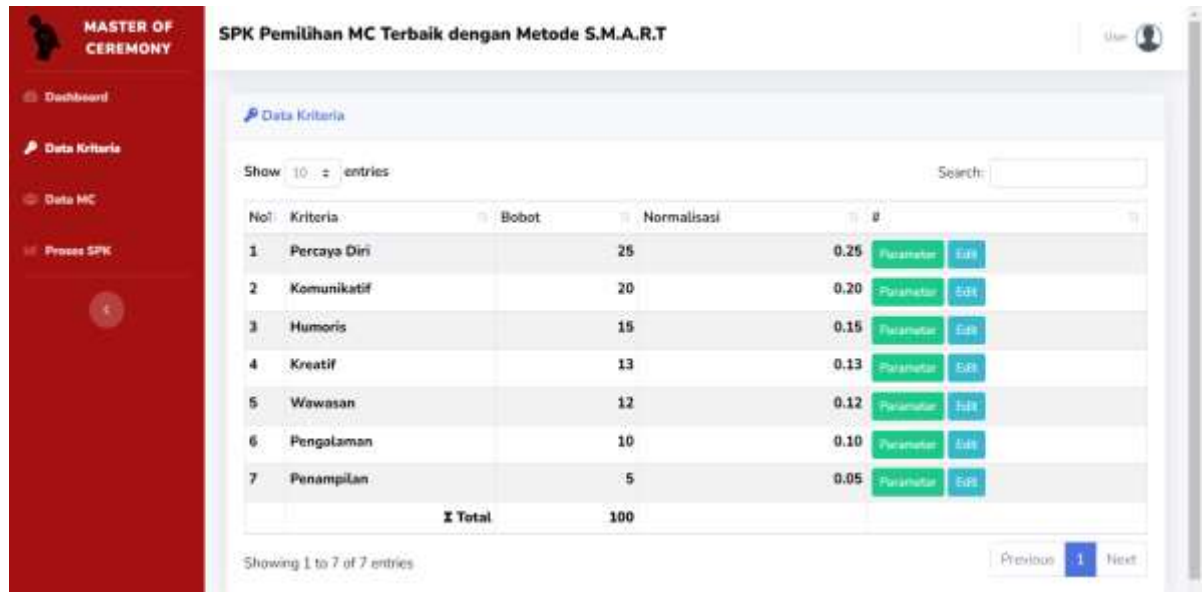 MASTER OF
CEREMONY
SPK Pemilihan MC Terbaik dengan Metode S.M.A.R.T
User
Dashboard
Data Kriteria
Data MC
Proses SPK
Data Kriteria
Show 10 entries
Search:
No Kriteria Bobot Normalisasi #
1 Percaya Diri 25 0.25 Parameter Edit
2 Komunikatif 20 0.20 Parameter Edit
3 Humoris 15 0.15 Parameter Edit
4 Kreatif 13 0.13 Parameter Edit
5 Wawasan 12 0.12 Parameter Edit
6 Pengalaman 10 0.10 Parameter Edit
7 Penampilan 5 0.05 Parameter Edit
Σ Total 100
Showing 1 to 7 of 7 entries
Previous 1 Next